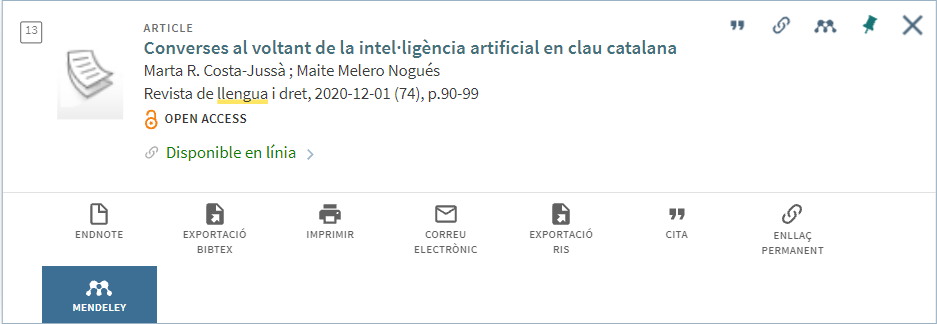 13
ARTICLE
Converses al voltant de la intel·ligència artificial en clau catalana
Marta R. Costa-Jussà ; Maite Melero Nogués
Revista de llengua i dret, 2020-12-01 (74), p.90-99
OPEN ACCESS
Disponible en línia
ENDNOTE
EXPORTACIÓ
BIBTEX
IMPRIMIR
CORREU
ELECTRÒNIC
EXPORTACIÓ
RIS
CITA
ENLLAÇ
PERMANENT
MENDELEY